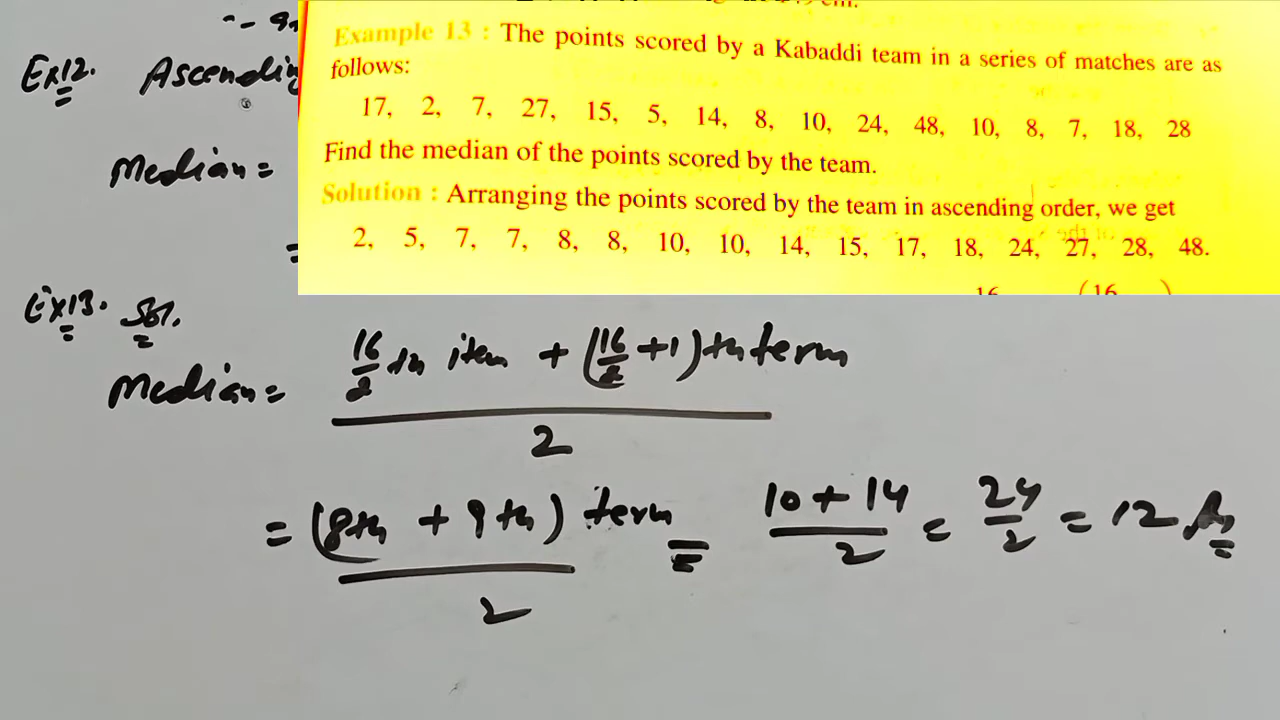 Example 13 : The points scored by a Kabaddi team in a series of matches are as
follows:
17, 2, 7, 27, 15, 5, 14, 8, 10, 24, 48, 10, 8, 7, 18, 28
Find the median of the points scored by the team.
Solution : Arranging the points scored by the team in ascending order, we get
2, 5, 7, 7, 8, 8, 10, 10, 14, 15, 17, 18, 24, 27, 28, 48.
Ex12. Ascendin
Median =
=
Ex13. Sol.
Median = 16/2 th item + (16/2 + 1) th term
2
= (8th + 9th) term = 10 + 14 = 24 = 12 An
2 2 2